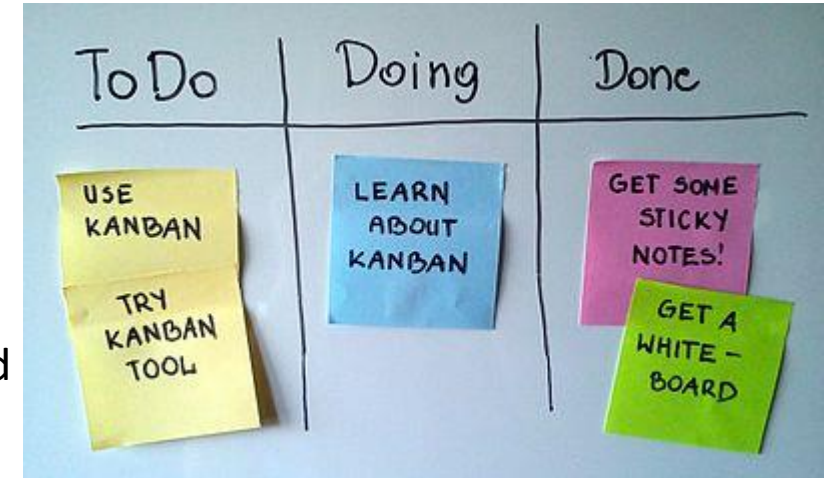 To Do
Doing
Done
USE
KANBAN
TRY
KANBAN
TOOL
LEARN
ABOUT
KANBAN
GET SOME
STICKY
NOTES!
GET A
WHITE-
BOARD
d